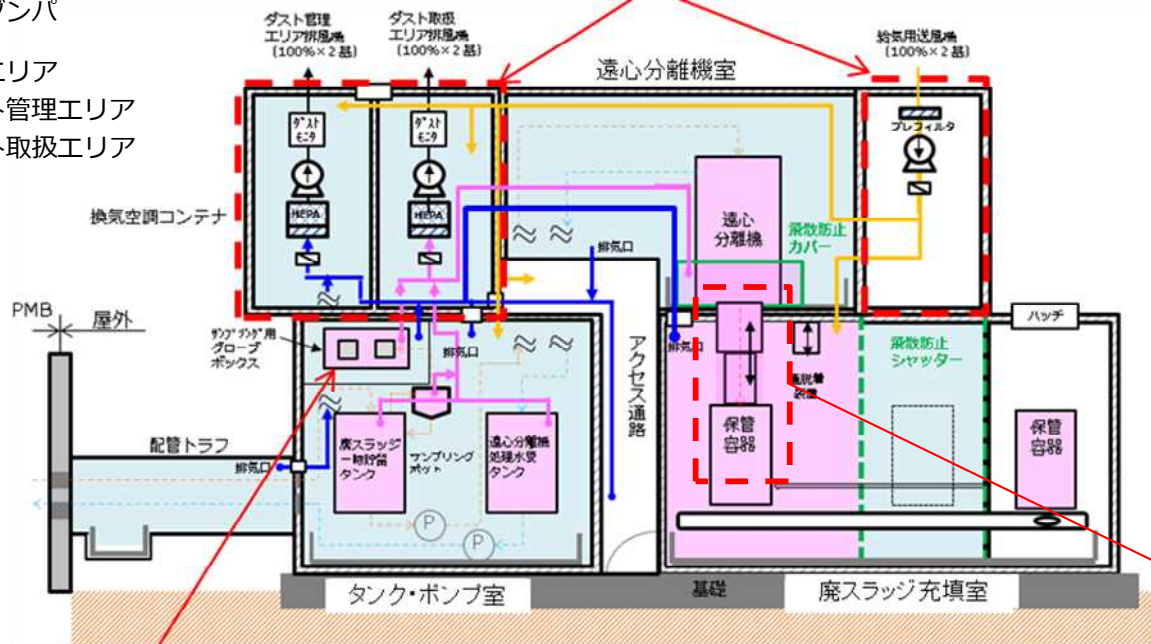 ダンパ
エリア
ト管理エリア
ト取扱エリア
ダスト管理
エリア排風機
(100%×2基)
ダスト取扱
エリア排風機
(100%×2基)
給気用送風機
(100%×2基)
遠心分離機室
ダスト
モニタ
ダスト
モニタ
プレフィルタ
HEPA
HEPA
換気空調コンテナ
遠心
分離機
飛散防止
カバー
排気口
PMB
屋外
ハッチ
サンプリング用
グローブ
ボックス
排気口
排気口
飛散防止
シャッター
アクセス通路
蓋脱着
装置
保管
容器
保管
容器
配管トラフ
排気口
廃スラッジ
一時貯留
タンク
サンプリング
ポット
遠心分離機
処理水受
タンク
P
P
タンク・ポンプ室
基礎
廃スラッジ充填室